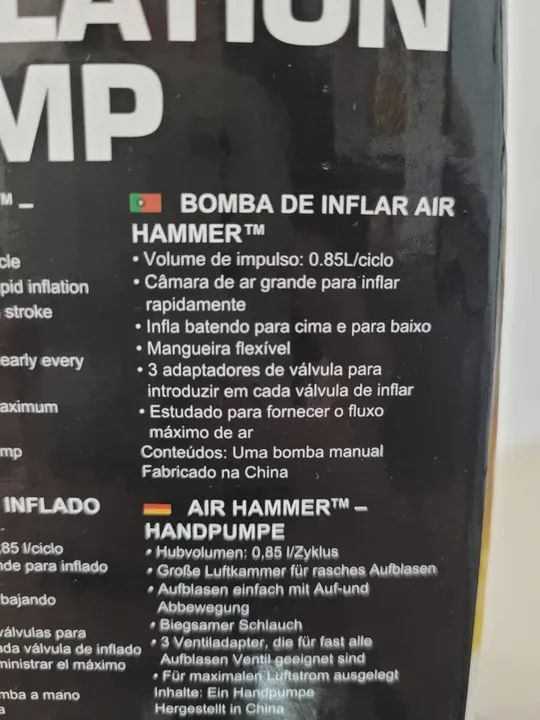 LATION
MP
™ –
cle
pid inflation
stroke
early every
aximum
mp
BOMBA DE INFLAR AIR
HAMMER™
• Volume de impulso: 0.85L/ciclo
• Câmara de ar grande para inflar
rapidamente
• Infla batendo para cima e para baixo
• Mangueira flexível
• 3 adaptadores de válvula para
introduzir em cada válvula de inflar
• Estudado para fornecer o fluxo
máximo de ar
Conteúdos: Uma bomba manual
Fabricado na China
INFLADO
,85 l/ciclo
nde para inflado
bajando
válvulas para
ada válvula de inflado
ministrar el máximo
mba a mano
a
AIR HAMMER™ –
HANDPUMPE
• Hubvolumen: 0,85 l/Zyklus
• Große Luftkammer für rasches Aufblasen
• Aufblasen einfach mit Auf-und
Abbewegung
• Biegsamer Schlauch
• 3 Ventiladapter, die für fast alle
Aufblasen Ventil geeignet sind
• Für maximalen Luftstrom ausgelegt
Inhalte: Ein Handpumpe
Hergestellt in China